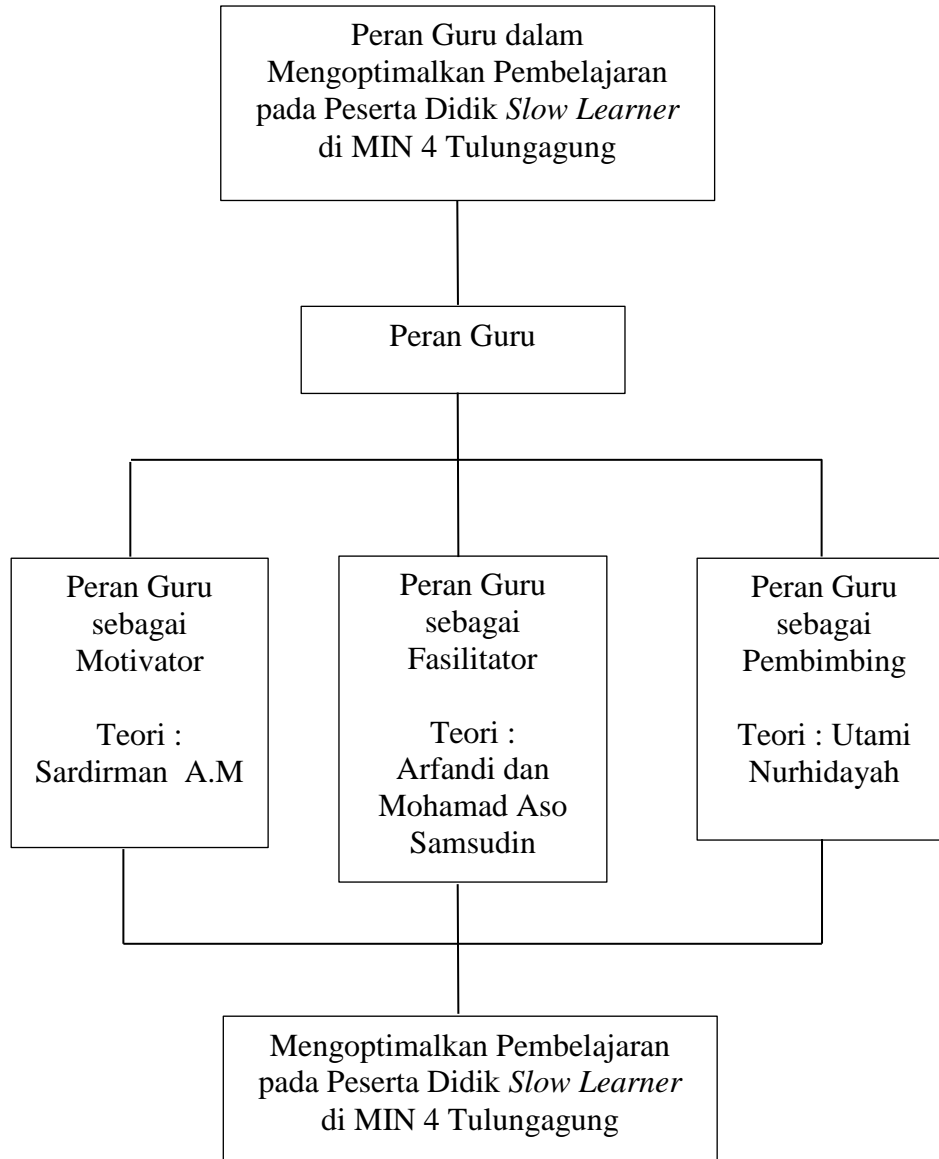 Peran Guru dalam
Mengoptimalkan Pembelajaran
pada Peserta Didik Slow Learner
di MIN 4 Tulungagung
Peran Guru
Peran Guru
sebagai
Motivator
Teori :
Sardirman A.M
Peran Guru
sebagai
Fasilitator
Teori :
Arfandi dan
Mohamad Aso
Samsudin
Peran Guru
sebagai
Pembimbing
Teori : Utami
Nurhidayah
Mengoptimalkan Pembelajaran
pada Peserta Didik Slow Learner
di MIN 4 Tulungagung